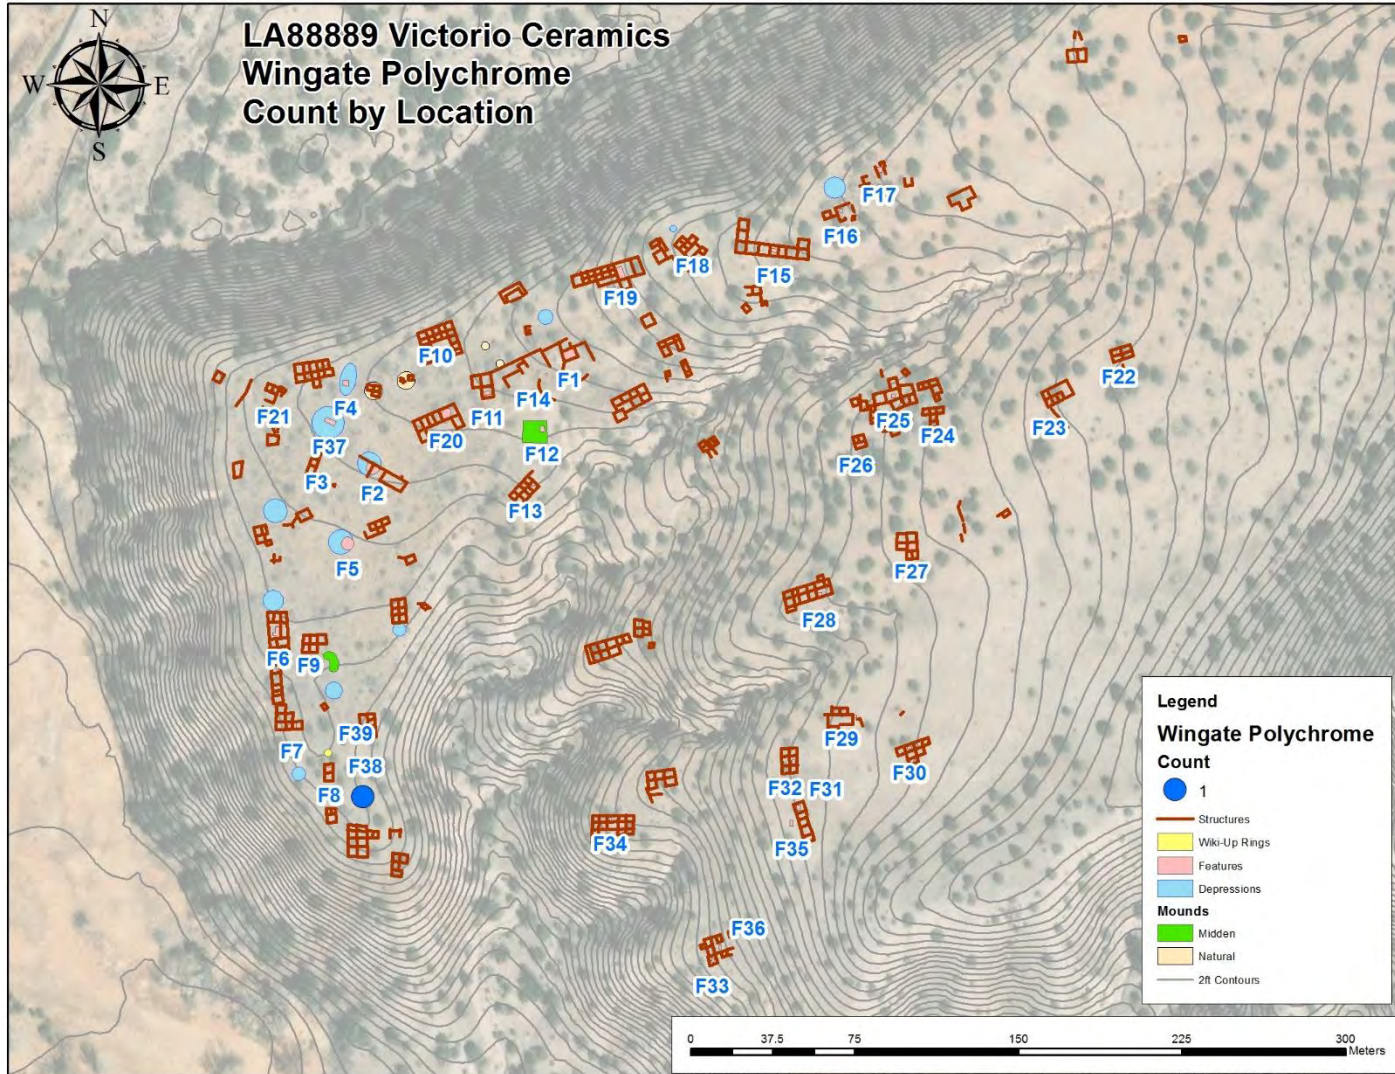 N
W E
S
LA88889 Victorio Ceramics
Wingate Polychrome
Count by Location
F17
F16
F18
F15
F19
F10
F1
F22
F21
F4
F11
F14
F23
F20
F25
F24
F37
F12
F26
F3
F2
F13
F5
F27
F28
F6
F9
F39
F29
F7
F38
F30
F8
F32
F31
F34
F35
F36
F33
Legend
Wingate Polychrome
Count
1
Structures
Wiki-Up Rings
Features
Depressions
Mounds
Midden
Natural
2ft Contours
0 37.5 75 150 225 300
Meters